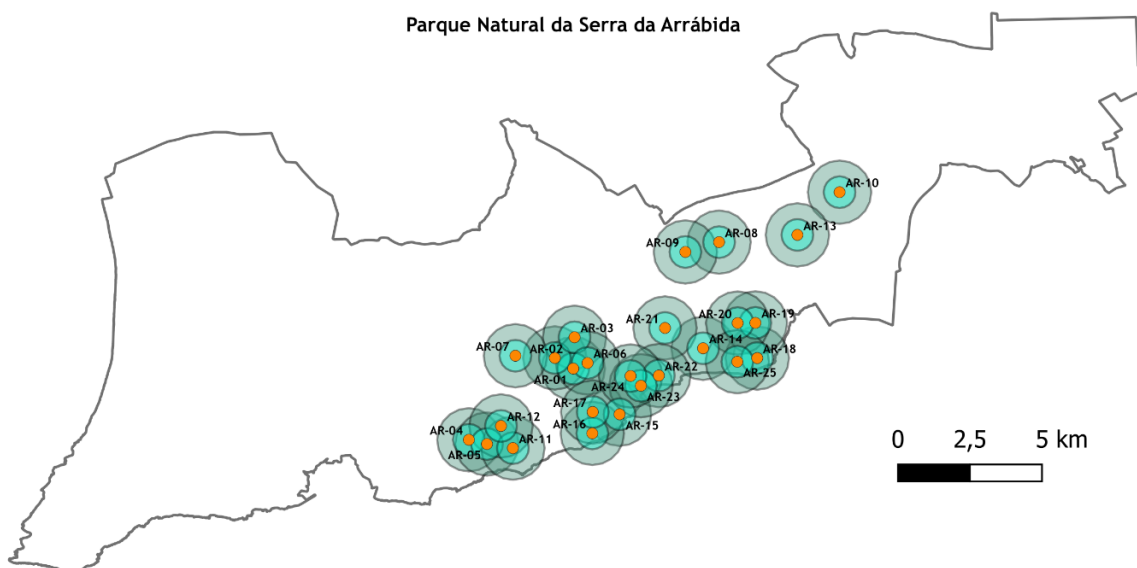 Parque Natural da Serra da Arrábida
AR-10
AR-13
AR-08
AR-09
AR-21
AR-20
AR-19
AR-03
AR-14
AR-07
AR-02
AR-06
AR-18
AR-01
AR-22
AR-25
AR-24
AR-23
AR-17
AR-12
AR-16
AR-15
AR-04
AR-11
AR-05
0 2,5 5 km